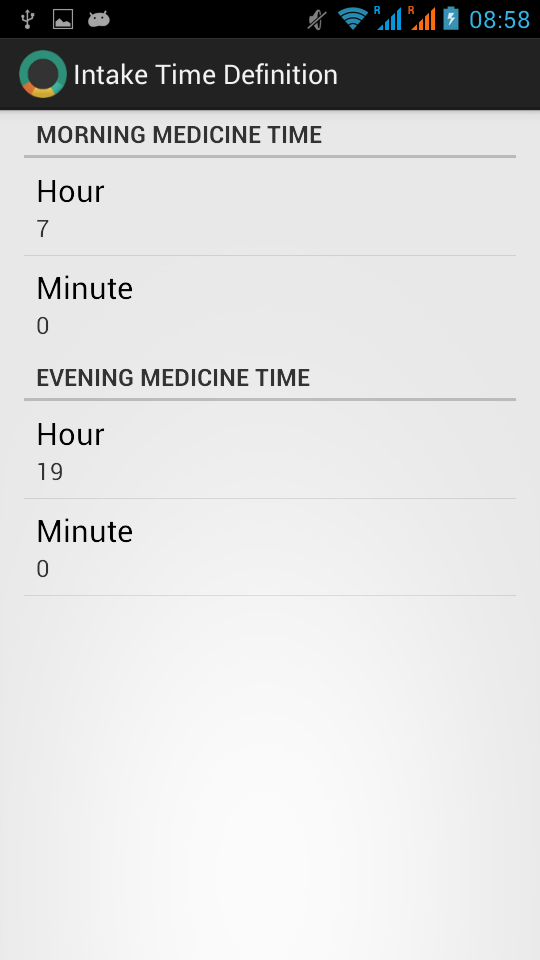 R R 08:58
Intake Time Definition
MORNING MEDICINE TIME
Hour
7
Minute
0
EVENING MEDICINE TIME
Hour
19
Minute
0